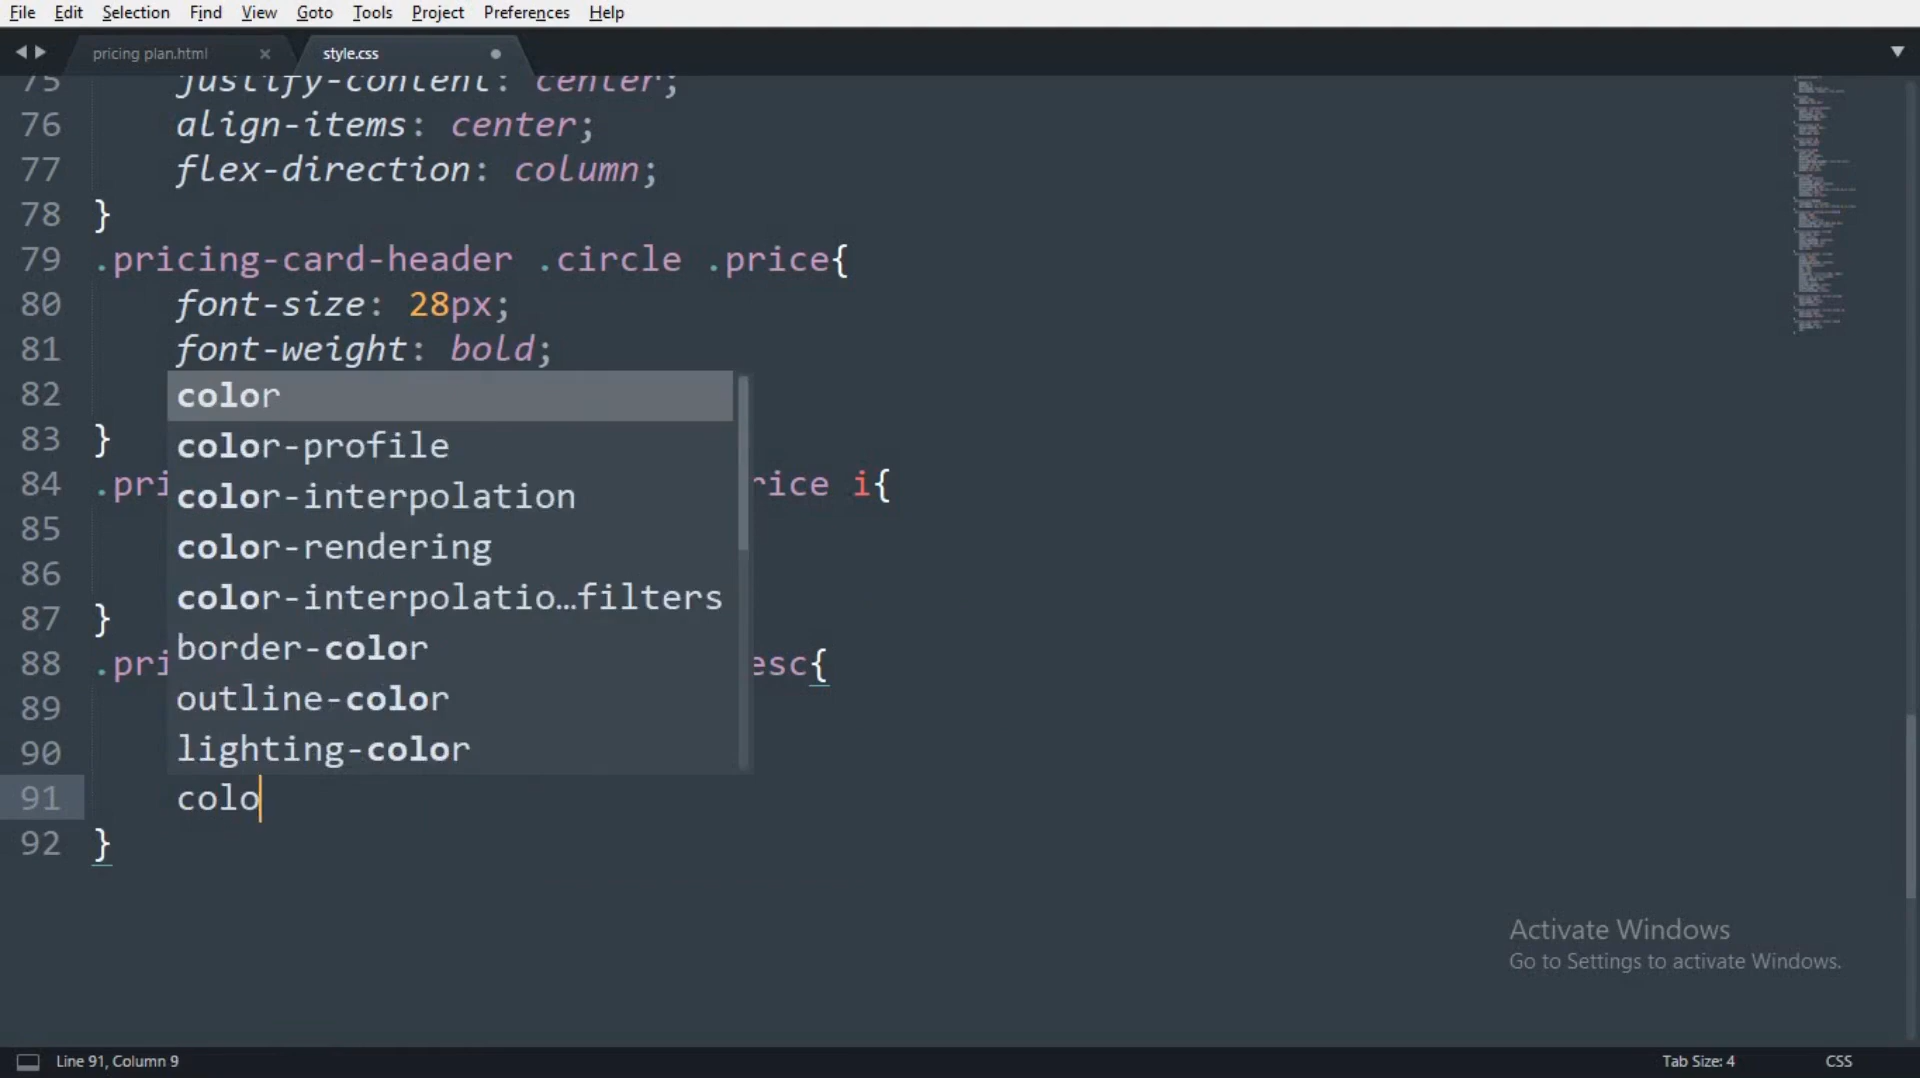 File Edit Selection Find View Goto Tools Project Preferences Help
pricing plan.html × style.css
75 justify-content: center;
76 align-items: center;
77 flex-direction: column;
78 }
79 .pricing-card-header .circle .price{
80 font-size: 28px;
81 font-weight: bold;
82 color
color-profile
83 }
84 .pri color-interpolation rice i{
85 color-rendering
86 color-interpolatio…filters
87 }
border-color
88 .pri esc{
89 outline-color
90 lighting-color
91 colo
92 }
Activate Windows
Go to Settings to activate Windows.
Line 91, Column 9 Tab Size: 4 CSS